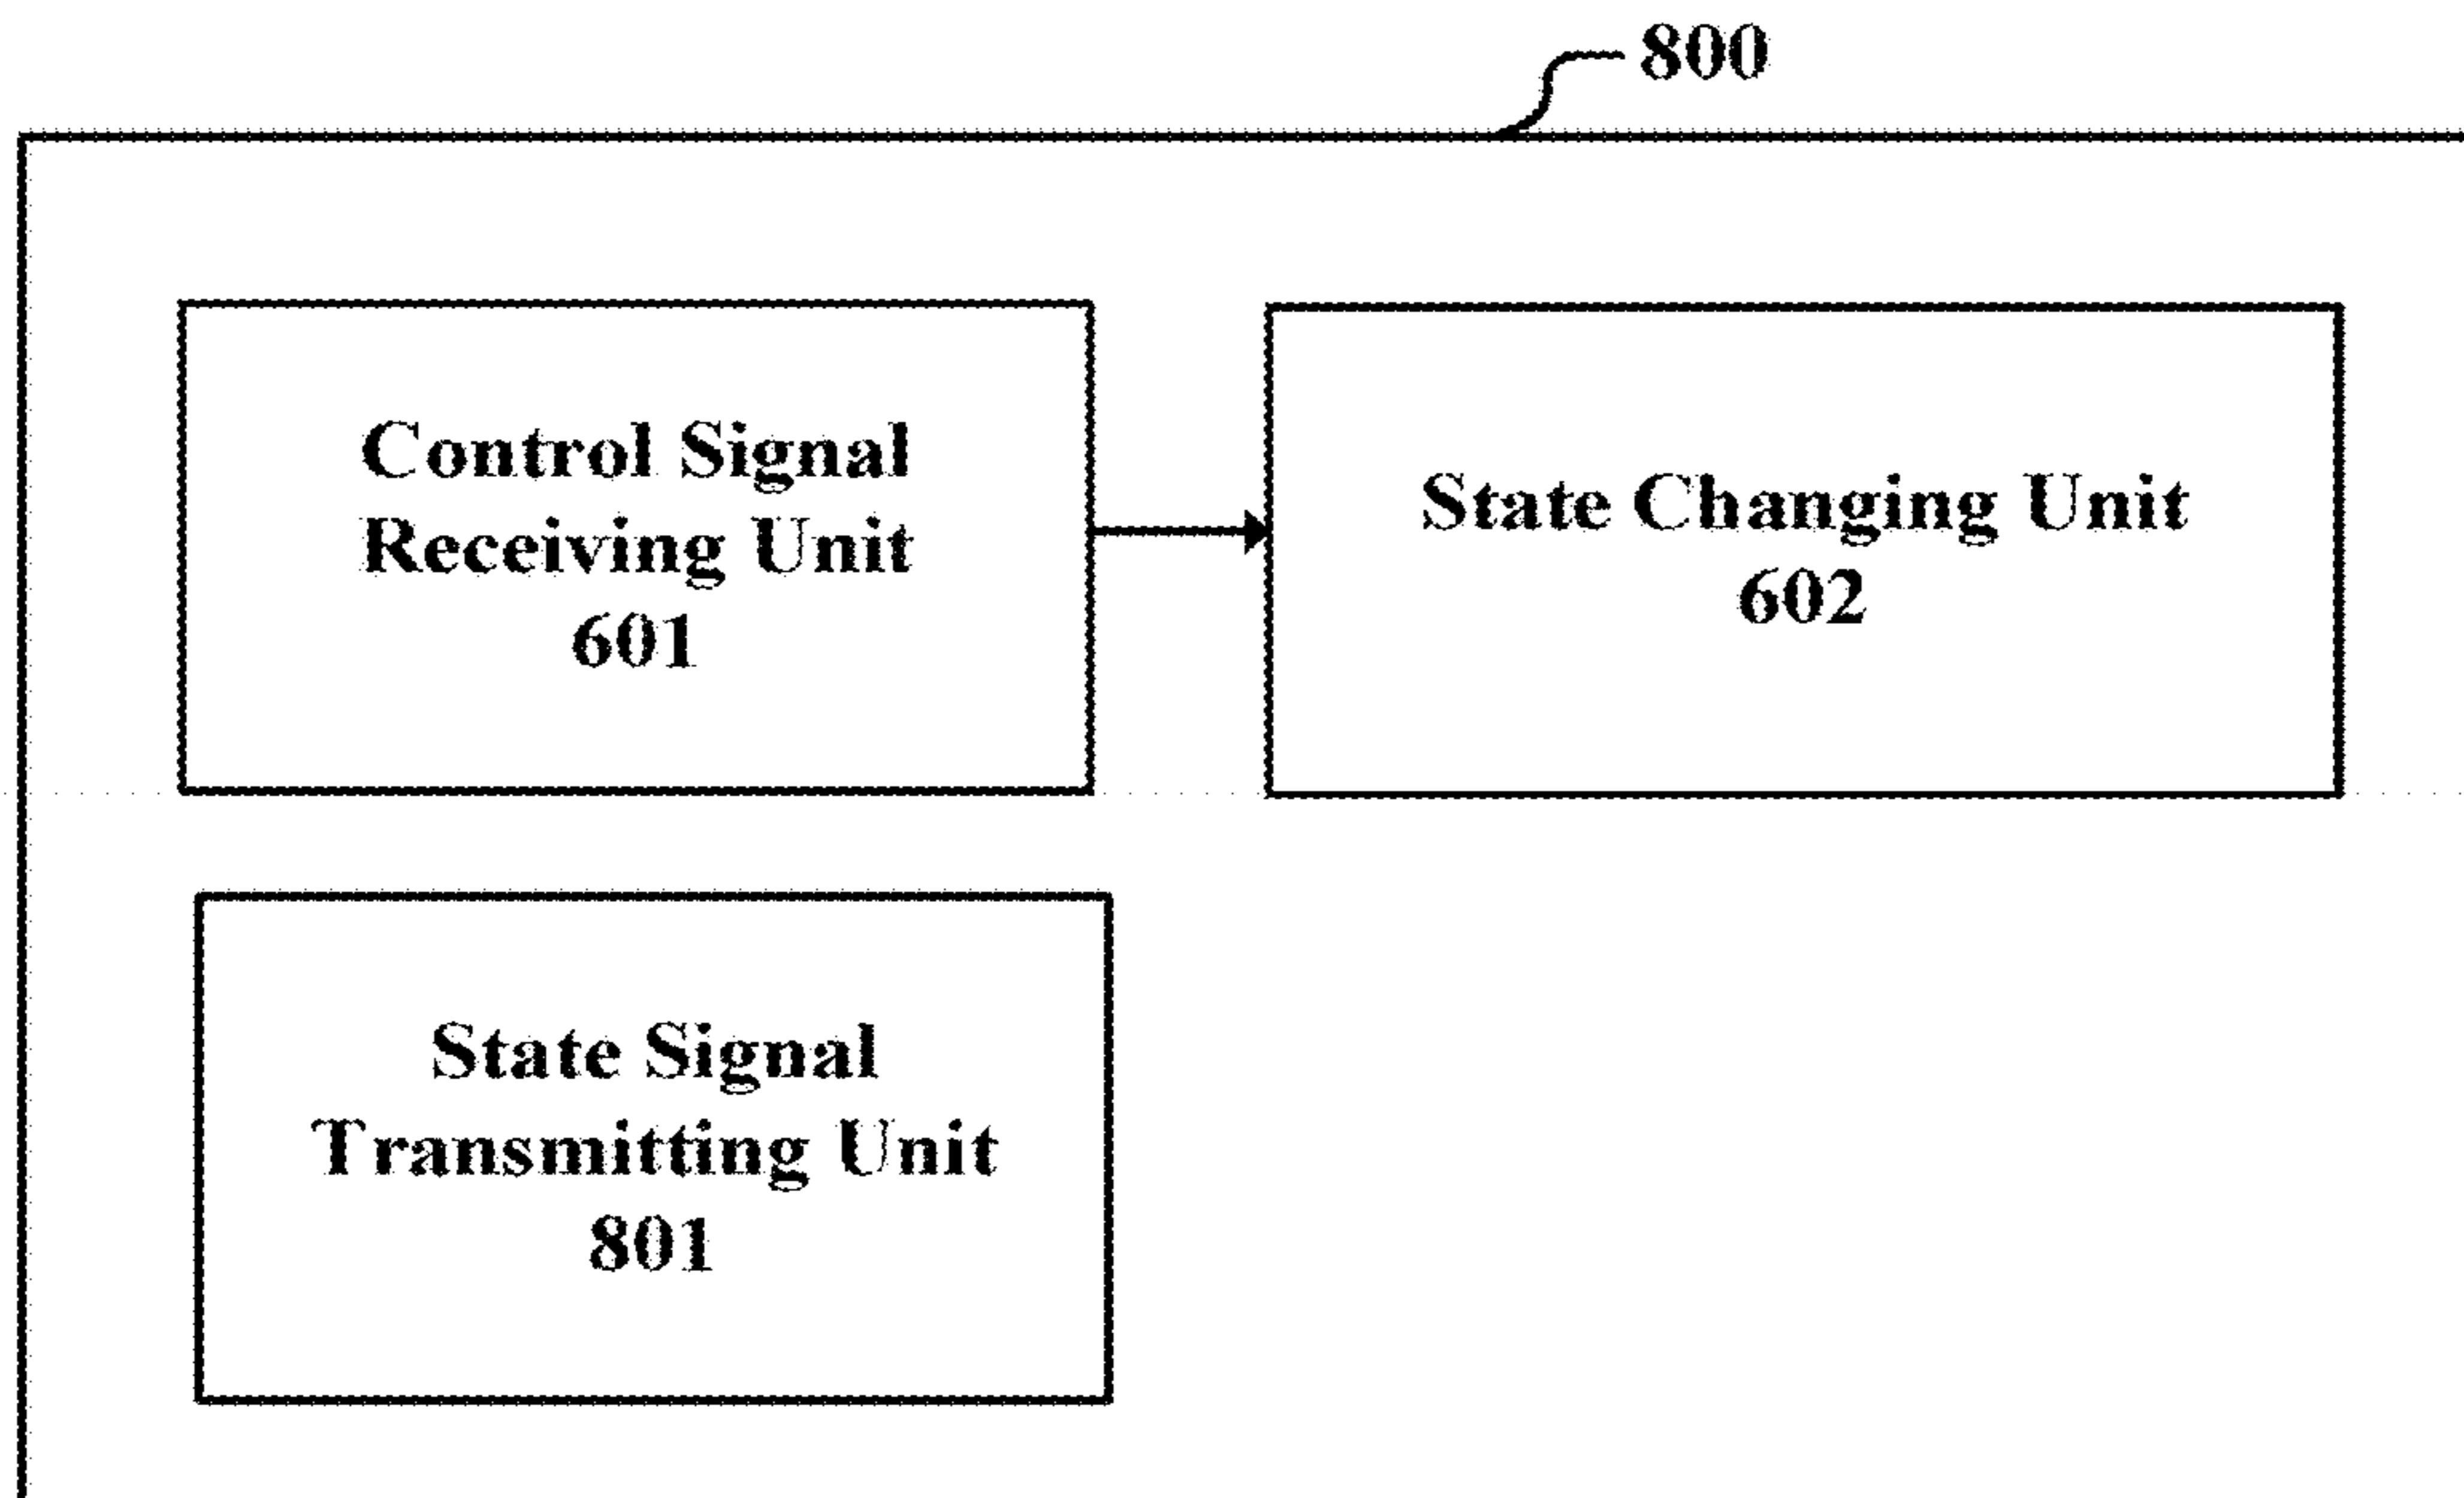 800
Control Signal
Receiving Unit
601
State Changing Unit
602
State Signal
Transmitting Unit
801